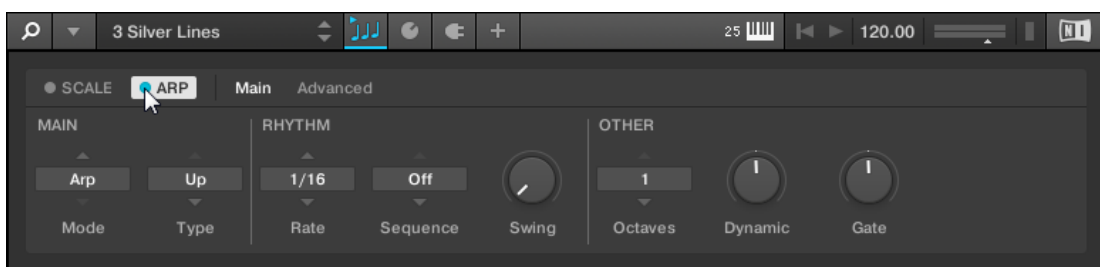 3 Silver Lines 25 120.00 NI
SCALE ARP Main Advanced
MAIN RHYTHM OTHER
Arp Up 1/16 Off 1
Mode Type Rate Sequence Swing Octaves Dynamic Gate